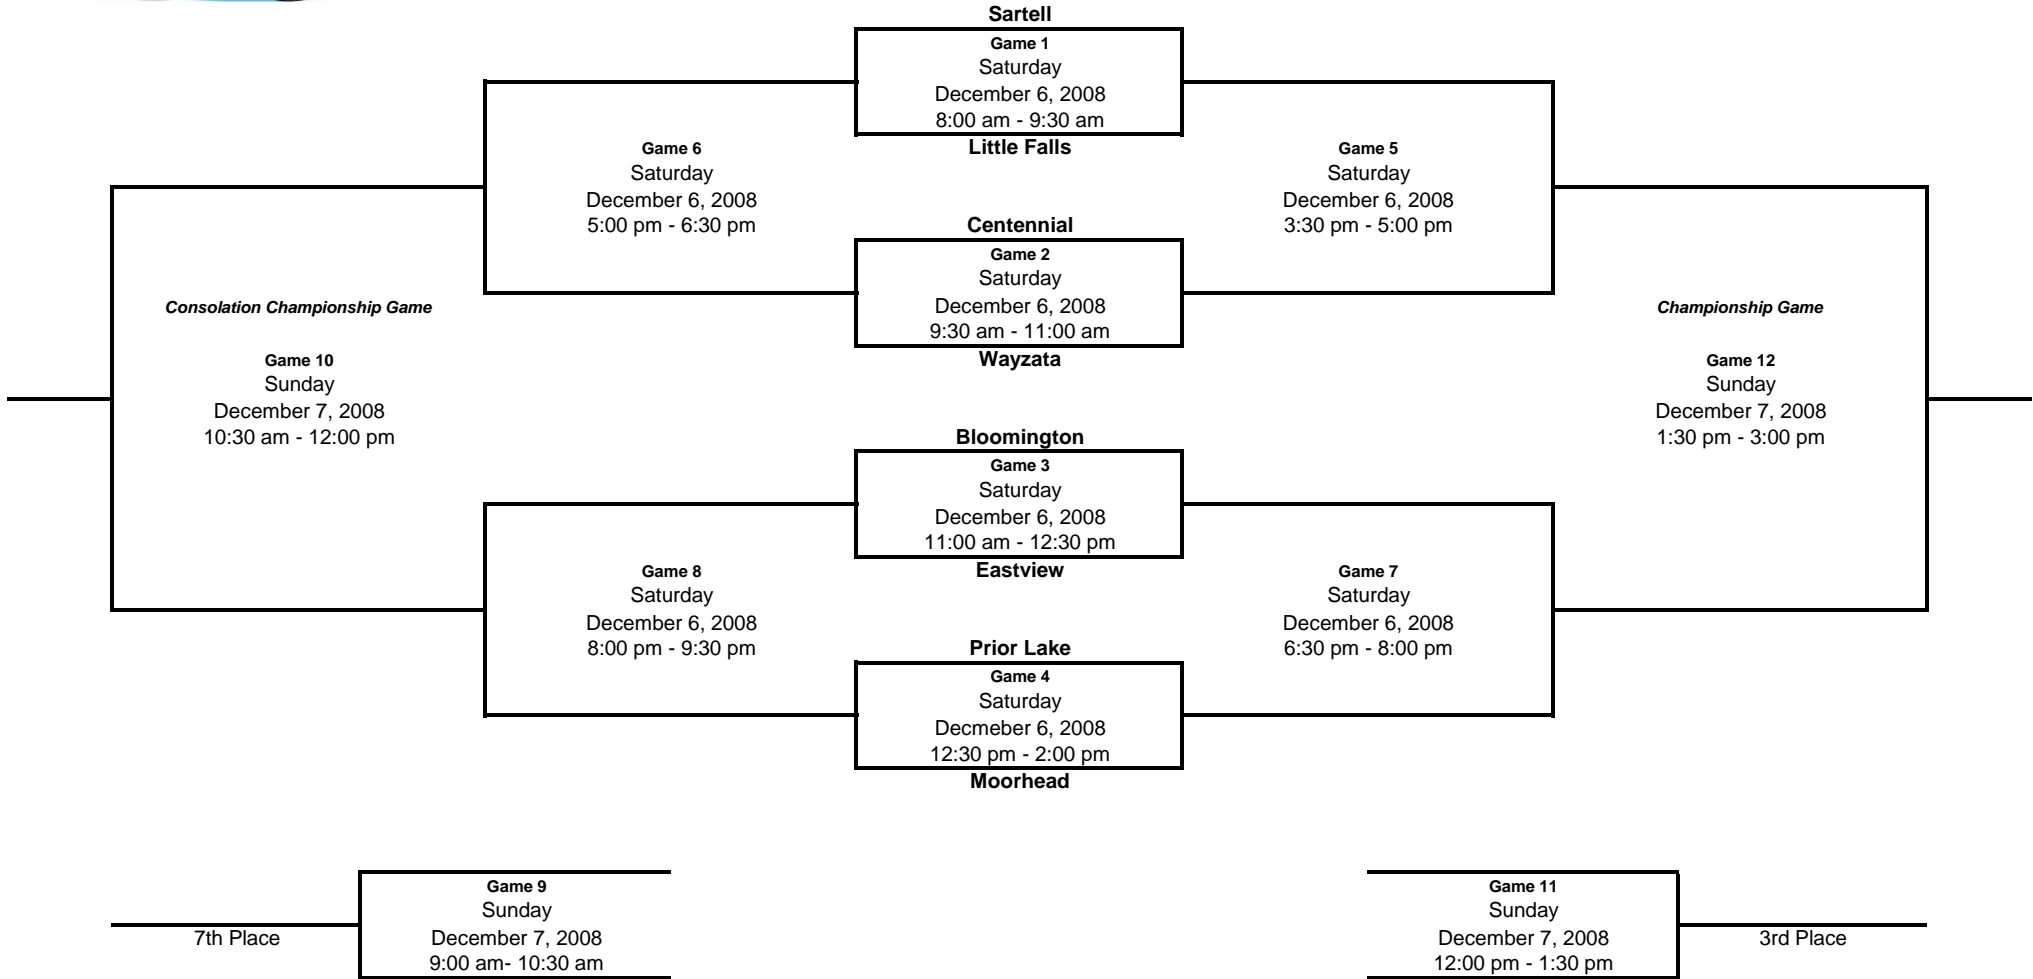 Sartell
Game 1
Saturday
December 6, 2008
8:00 am - 9:30 am
Little Falls
Game 6
Saturday
December 6, 2008
5:00 pm - 6:30 pm
Game 5
Saturday
December 6, 2008
3:30 pm - 5:00 pm
Centennial
Game 2
Saturday
December 6, 2008
9:30 am - 11:00 am
Wayzata
Consolation Championship Game
Game 10
Sunday
December 7, 2008
10:30 am - 12:00 pm
Championship Game
Game 12
Sunday
December 7, 2008
1:30 pm - 3:00 pm
Bloomington
Game 3
Saturday
December 6, 2008
11:00 am - 12:30 pm
Eastview
Game 8
Saturday
December 6, 2008
8:00 pm - 9:30 pm
Game 7
Saturday
December 6, 2008
6:30 pm - 8:00 pm
Prior Lake
Game 4
Saturday
Decmeber 6, 2008
12:30 pm - 2:00 pm
Moorhead
Game 9
Sunday
December 7, 2008
9:00 am- 10:30 am
7th Place
Game 11
Sunday
December 7, 2008
12:00 pm - 1:30 pm
3rd Place